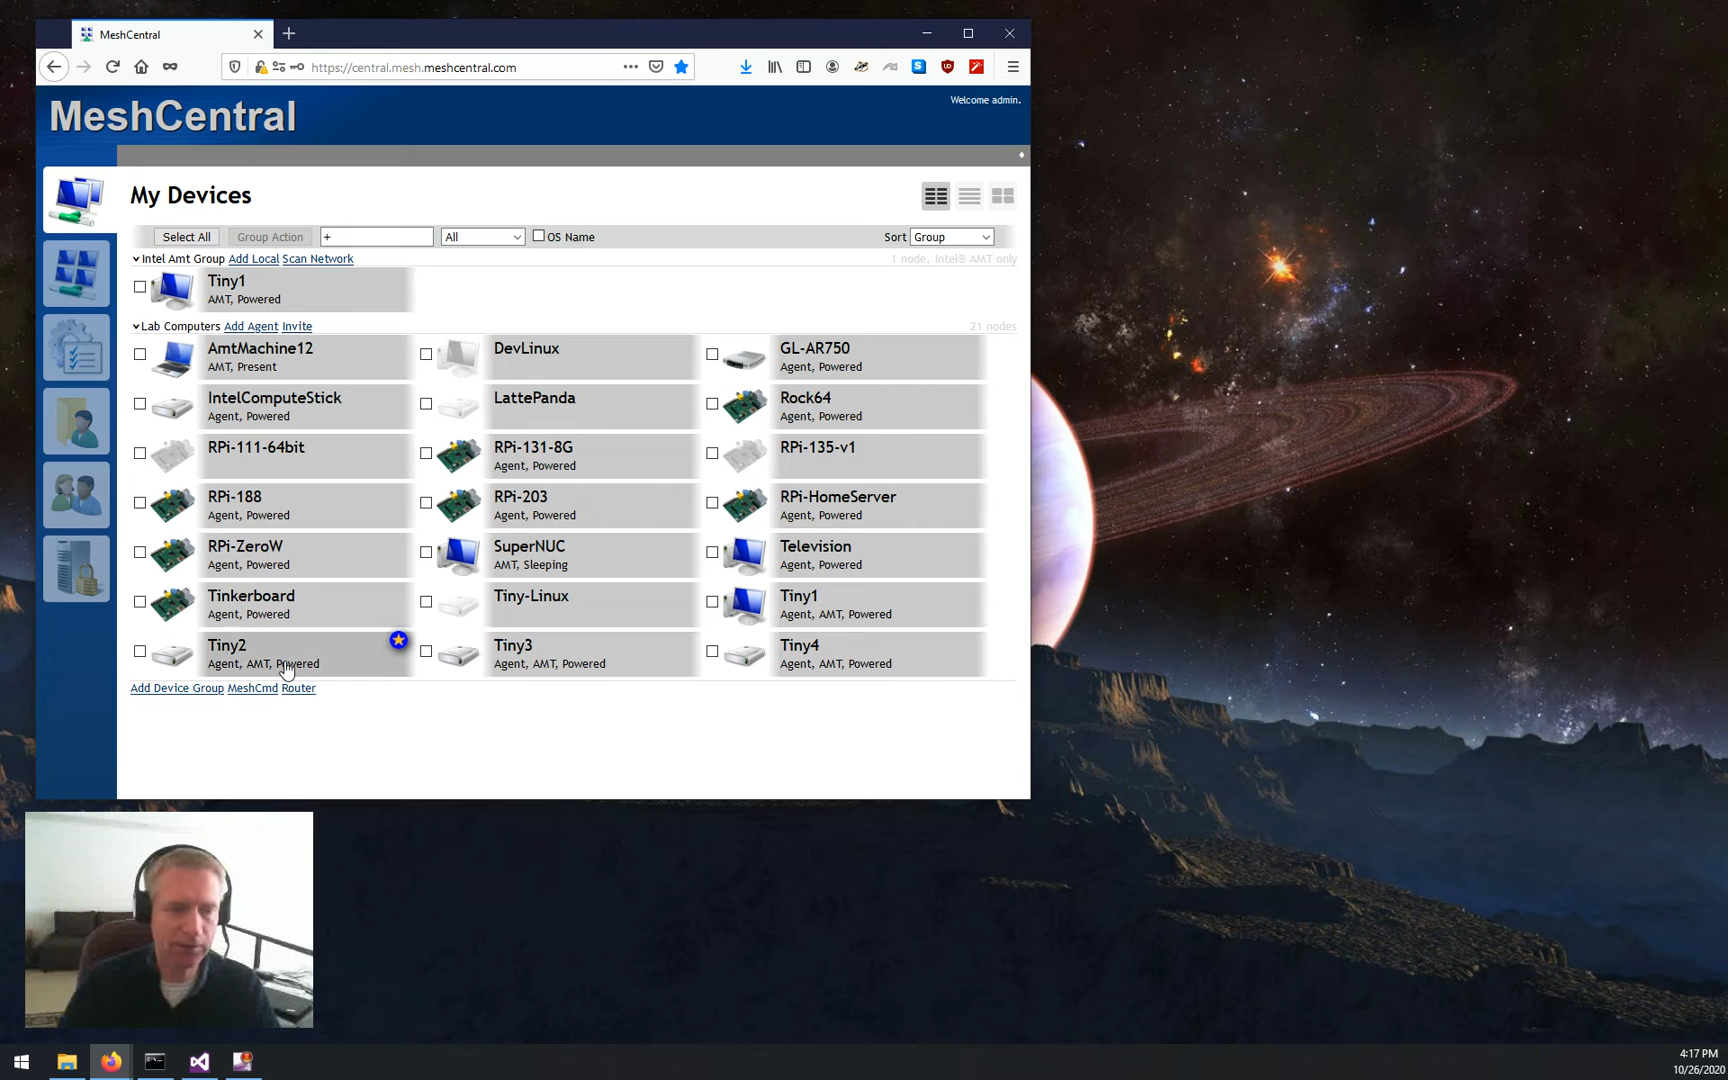 MeshCentral
https://central.mesh.meshcentral.com
MeshCentral
Welcome admin.
My Devices
Select All
Group Action
+
All
OS Name
Sort
Group
Intel Amt Group Add Local Scan Network
1 node, Intel® AMT only
Tiny1
AMT, Powered
Lab Computers Add Agent Invite
21 nodes
AmtMachine12
AMT, Present
DevLinux
GL-AR750
Agent, Powered
IntelComputeStick
Agent, Powered
LattePanda
Rock64
Agent, Powered
RPi-111-64bit
RPi-131-8G
Agent, Powered
RPi-135-v1
RPi-188
Agent, Powered
RPi-203
Agent, Powered
RPi-HomeServer
Agent, Powered
RPi-ZeroW
Agent, Powered
SuperNUC
AMT, Sleeping
Television
Agent, Powered
Tinkerboard
Agent, Powered
Tiny-Linux
Tiny1
Agent, AMT, Powered
Tiny2
Agent, AMT, Powered
Tiny3
Agent, AMT, Powered
Tiny4
Agent, AMT, Powered
Add Device Group MeshCmd Router
4:17 PM
10/26/2020